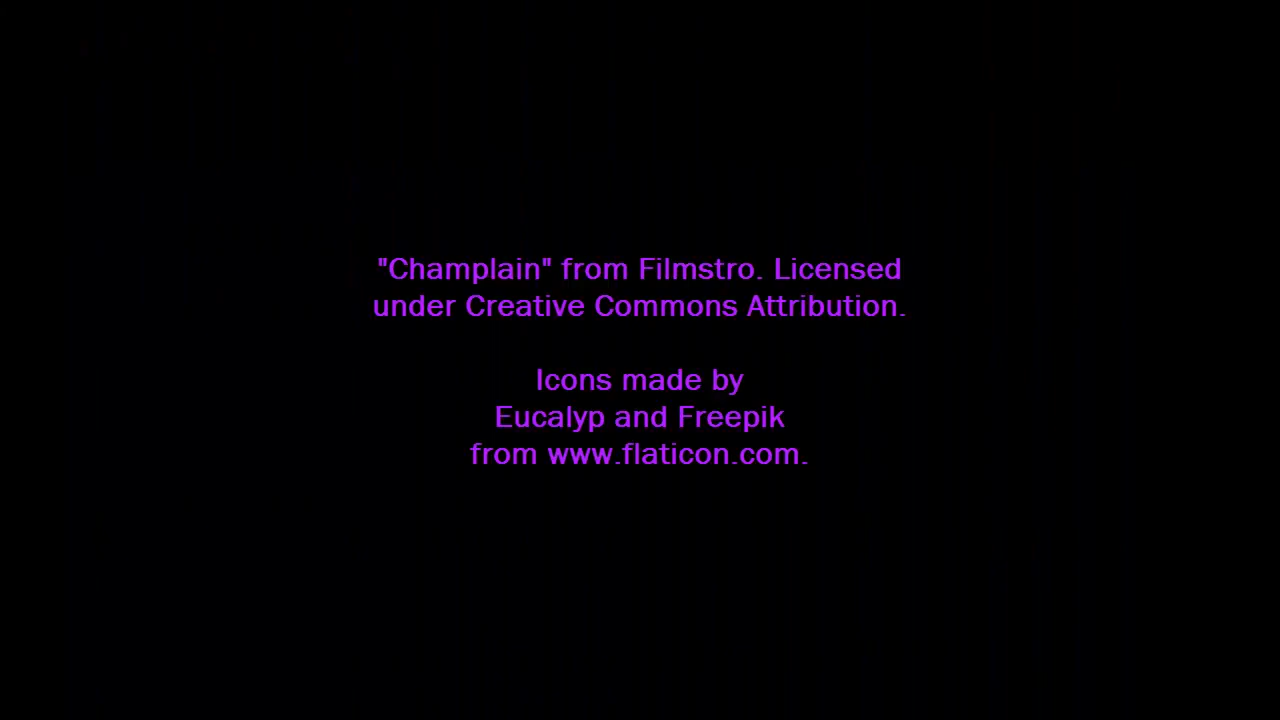 "Champlain" from Filmstro. Licensed
under Creative Commons Attribution.
Icons made by
Eucalyp and Freepik
from www.flaticon.com.